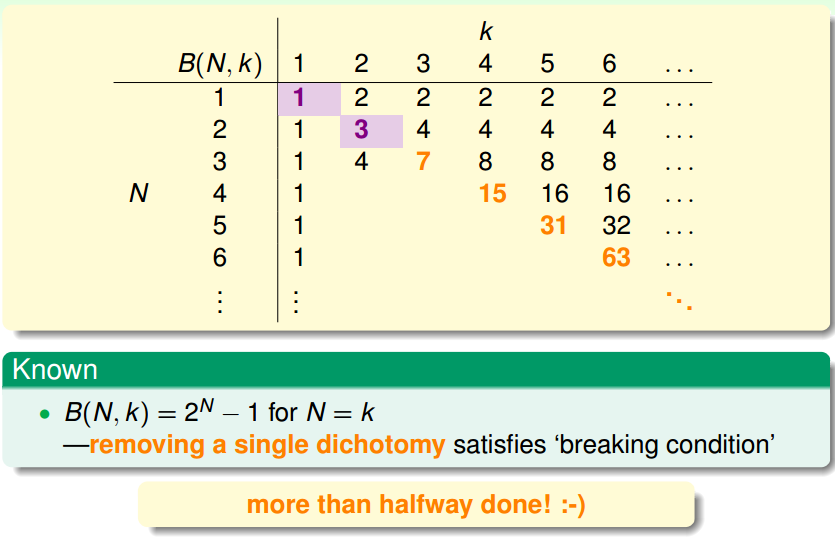 k
B(N, k) 1 2 3 4 5 6 ...
1 1 2 2 2 2 2 ...
2 1 3 4 4 4 4 ...
3 1 4 7 8 8 8 ...
N 4 1 15 16 16 ...
5 1 31 32 ...
6 1 63 ...
⋮ ⋮ ⋱
Known
• B(N, k) = 2^N − 1 for N = k
—removing a single dichotomy satisfies ‘breaking condition’
more than halfway done! :-)